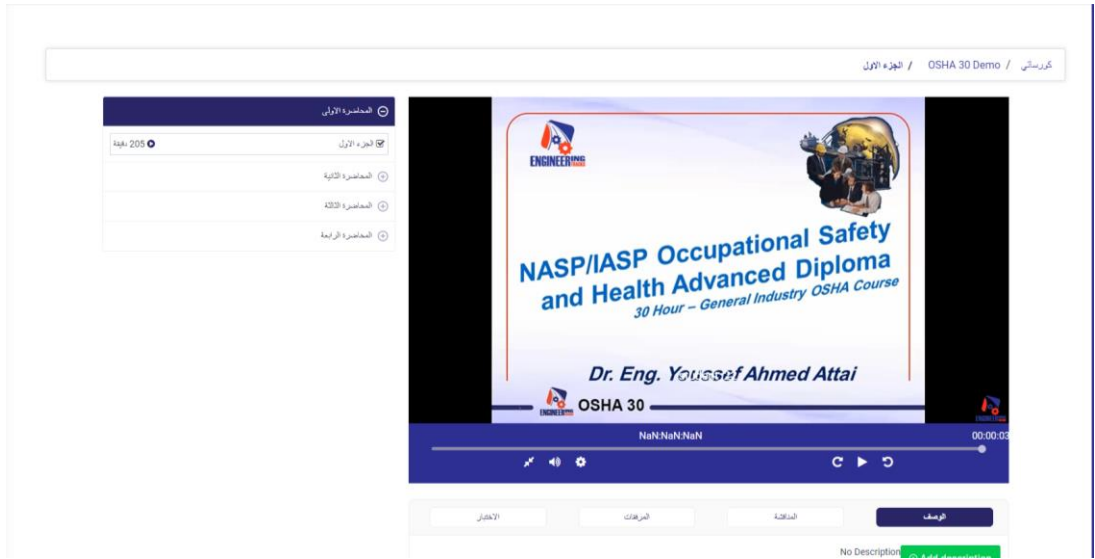 كورساتي / OSHA 30 Demo / الجزء الاول
المحاضرة الاولى
الجزء الاول
205 دقيقة
المحاضرة الثانية
المحاضرة الثالثة
المحاضرة الرابعة
ENGINEERING
NASP/IASP Occupational Safety
and Health Advanced Diploma
30 Hour – General Industry OSHA Course
Dr. Eng. Youssef Ahmed Attai
OSHA 30
NaN:NaN:NaN
00:00:03
الوصف
المناقشة
المرفقات
الاختبار
No Description
Add description